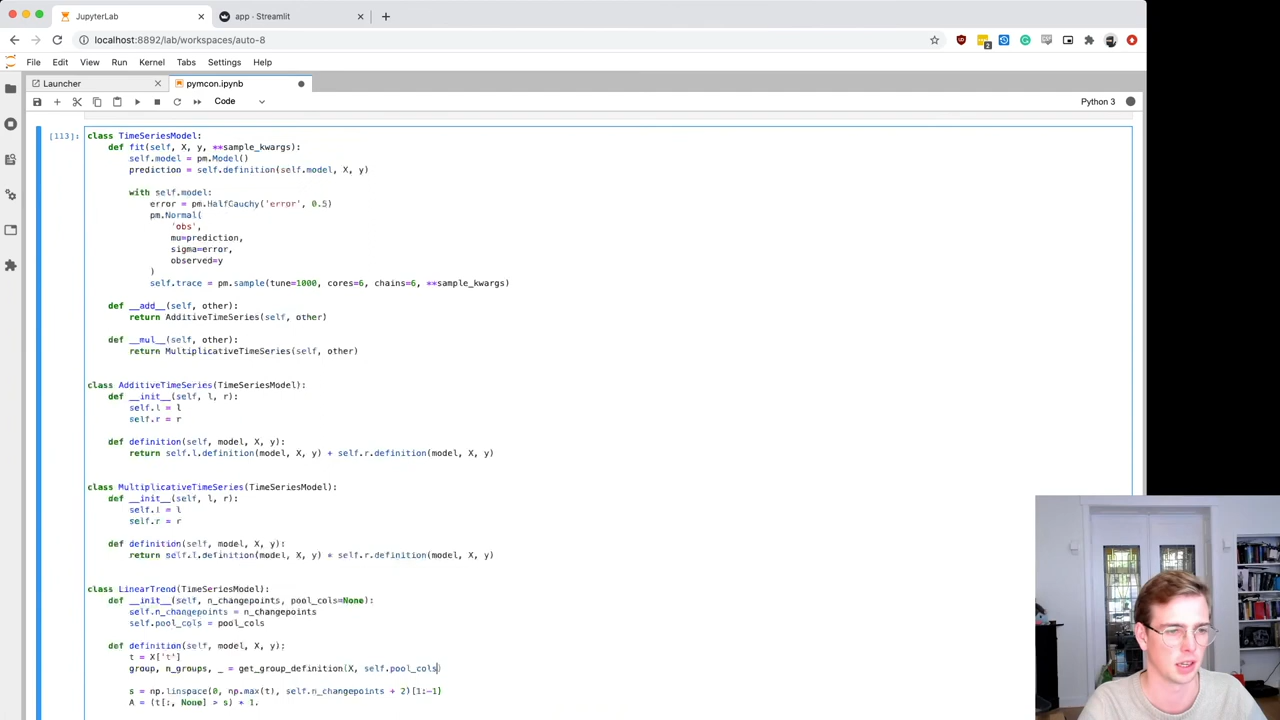 JupyterLab
app · Streamlit
localhost:8892/lab/workspaces/auto-8
2
File Edit View Run Kernel Tabs Settings Help
Launcher
pymcon.ipynb
Code
Python 3
[113]:
class TimeSeriesModel:
def fit(self, X, y, **sample_kwargs):
self.model = pm.Model()
prediction = self.definition(self.model, X, y)
with self.model:
error = pm.HalfCauchy('error', 0.5)
pm.Normal(
'obs',
mu=prediction,
sigma=error,
observed=y
)
self.trace = pm.sample(tune=1000, cores=6, chains=6, **sample_kwargs)
def __add__(self, other):
return AdditiveTimeSeries(self, other)
def __mul__(self, other):
return MultiplicativeTimeSeries(self, other)
class AdditiveTimeSeries(TimeSeriesModel):
def __init__(self, l, r):
self.l = l
self.r = r
def definition(self, model, X, y):
return self.l.definition(model, X, y) + self.r.definition(model, X, y)
class MultiplicativeTimeSeries(TimeSeriesModel):
def __init__(self, l, r):
self.l = l
self.r = r
def definition(self, model, X, y):
return self.l.definition(model, X, y) * self.r.definition(model, X, y)
class LinearTrend(TimeSeriesModel):
def __init__(self, n_changepoints, pool_cols=None):
self.n_changepoints = n_changepoints
self.pool_cols = pool_cols
def definition(self, model, X, y):
t = X['t']
group, n_groups, _ = get_group_definition(X, self.pool_cols)
s = np.linspace(0, np.max(t), self.n_changepoints + 2)[1:-1]
A = (t[:, None] > s) * 1.